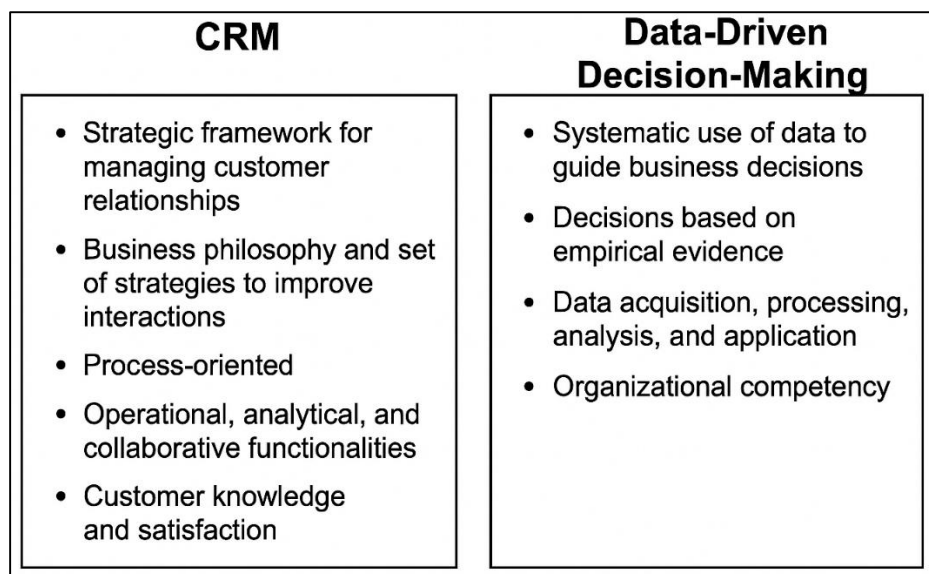 CRM
• Strategic framework for
managing customer
relationships
• Business philosophy and set
of strategies to improve
interactions
• Process-oriented
• Operational, analytical, and
collaborative functionalities
• Customer knowledge
and satisfaction
Data-Driven
Decision-Making
• Systematic use of data to
guide business decisions
• Decisions based on
empirical evidence
• Data acquisition, processing,
analysis, and application
• Organizational competency